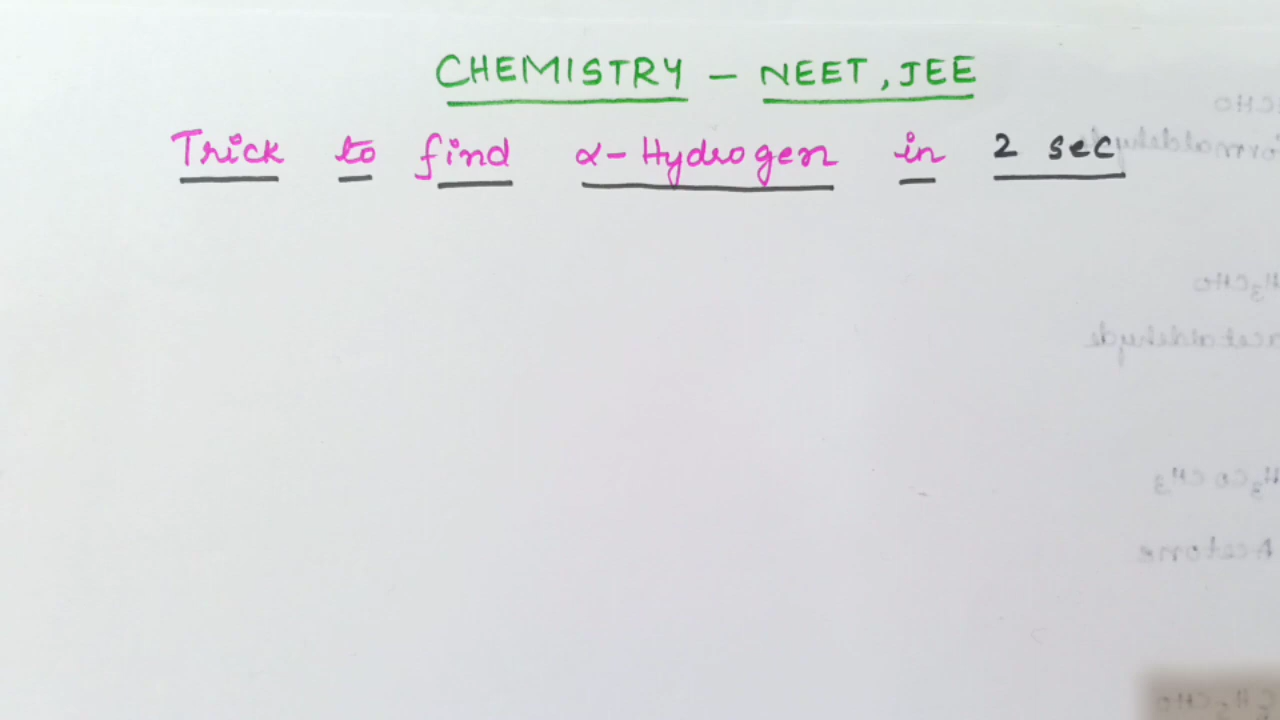 CHEMISTRY - NEET, JEE
Trick to find α-Hydrogen in 2 sec